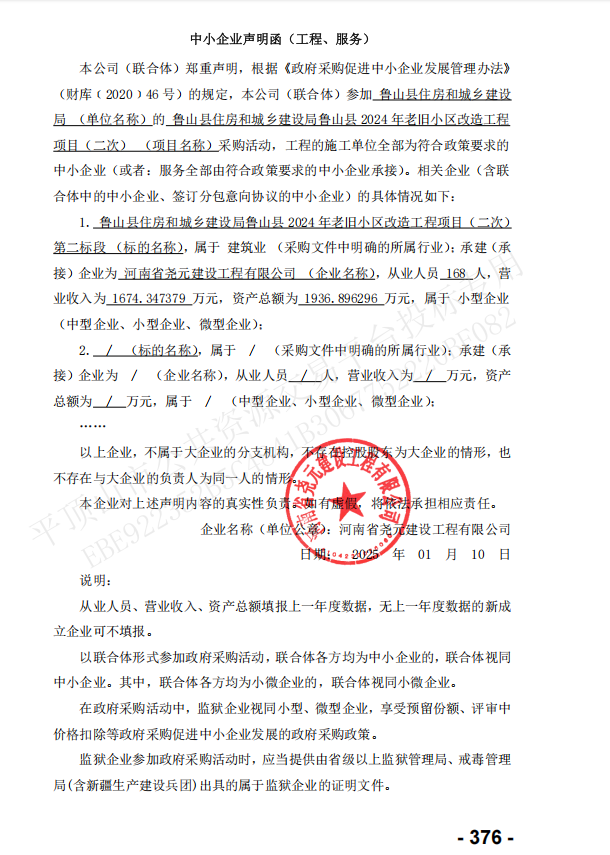 中小企业声明函（工程、服务）
本公司（联合体）郑重声明，根据《政府采购促进中小企业发展管理办法》
（财库﹝2020﹞46 号）的规定，本公司（联合体）参加 鲁山县住房和城乡建设
局 （单位名称）的 鲁山县住房和城乡建设局鲁山县 2024 年老旧小区改造工程
项目（二次） （项目名称）采购活动，工程的施工单位全部为符合政策要求的
中小企业（或者：服务全部由符合政策要求的中小企业承接）。相关企业（含联
合体中的中小企业、签订分包意向协议的中小企业）的具体情况如下：
1. 鲁山县住房和城乡建设局鲁山县 2024 年老旧小区改造工程项目（二次）
第二标段 （标的名称），属于 建筑业 （采购文件中明确的所属行业）；承建（承
接）企业为 河南省尧元建设工程有限公司 （企业名称），从业人员 168 人，营
业收入为 1674.347379 万元，资产总额为 1936.896296 万元，属于 小型企业
（中型企业、小型企业、微型企业）；
2. / （标的名称），属于 / （采购文件中明确的所属行业）；承建（承
接）企业为 / （企业名称），从业人员 / 人，营业收入为 / 万元，资产
总额为 / 万元，属于 / （中型企业、小型企业、微型企业）；
……
以上企业，不属于大企业的分支机构，不存在控股股东为大企业的情形，也
不存在与大企业的负责人为同一人的情形。
本企业对上述声明内容的真实性负责。如有虚假，将依法承担相应责任。
企业名称（单位公章）：河南省尧元建设工程有限公司
日期： 2025 年 01 月 10 日
说明：
从业人员、营业收入、资产总额填报上一年度数据，无上一年度数据的新成
立企业可不填报。
以联合体形式参加政府采购活动，联合体各方均为中小企业的，联合体视同
中小企业。其中，联合体各方均为小微企业的，联合体视同小微企业。
在政府采购活动中，监狱企业视同小型、微型企业，享受预留份额、评审中
价格扣除等政府采购促进中小企业发展的政府采购政策。
监狱企业参加政府采购活动时，应当提供由省级以上监狱管理局、戒毒管理
局(含新疆生产建设兵团)出具的属于监狱企业的证明文件。
- 376 -